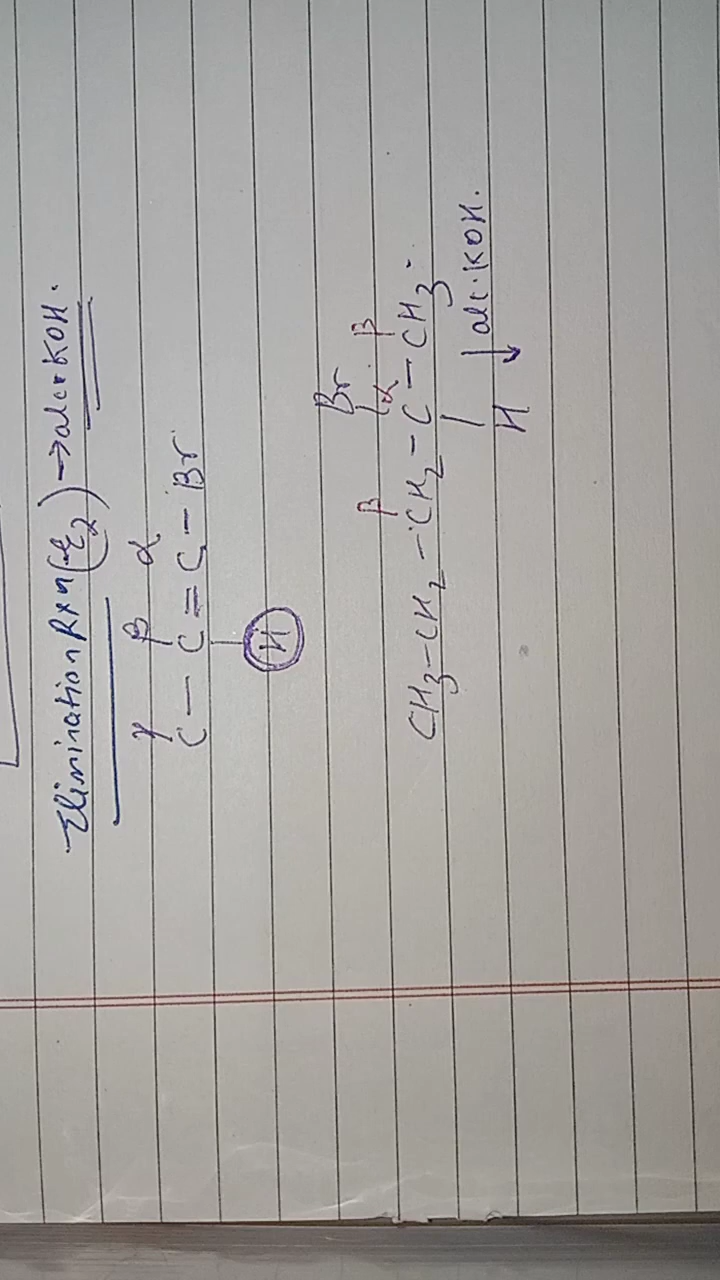 Elimination Rxn (E2) → alc. KOH.
γ β α
C — C = C — Br
H
Br
β α β
CH3—CH2—CH2—C—CH3.
H ↓ alc. KOH.